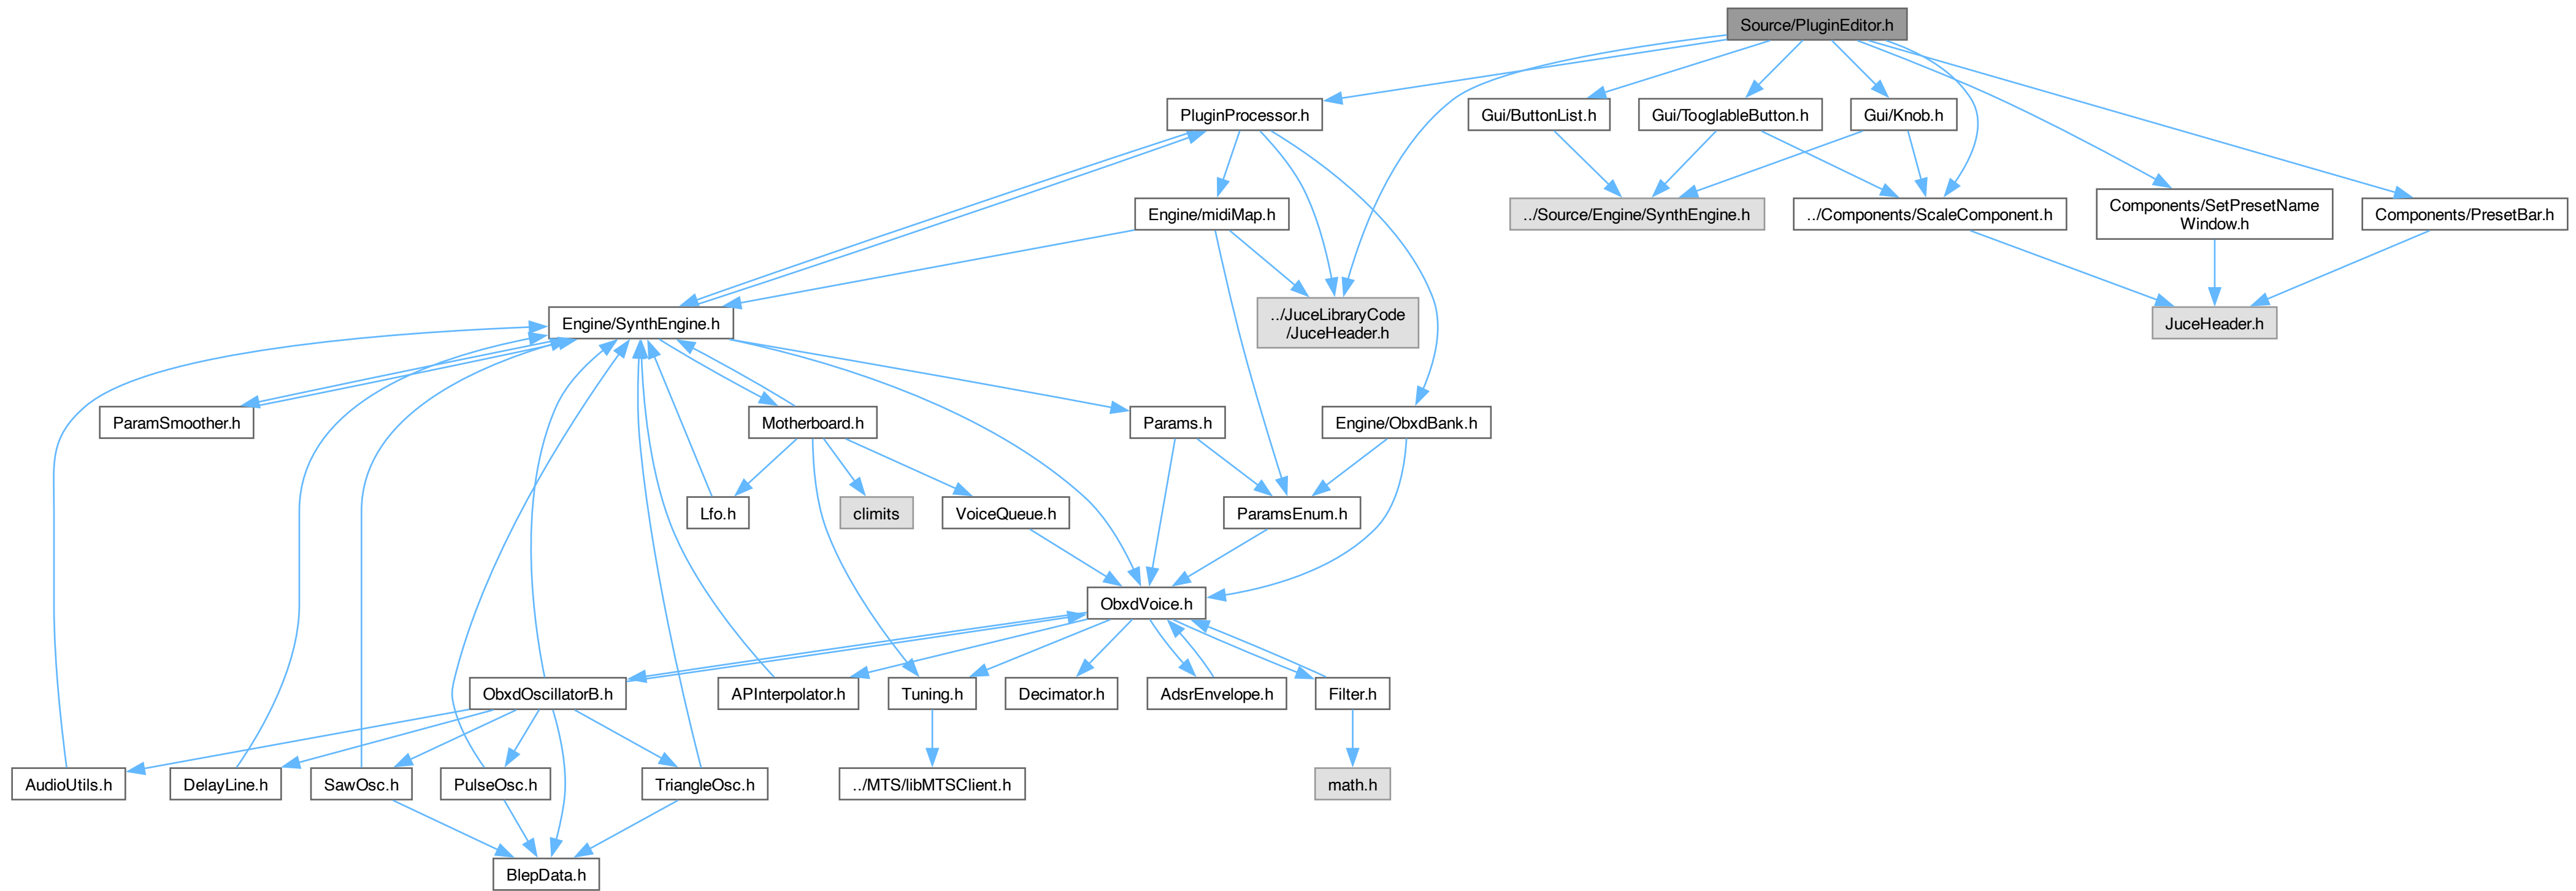 Source/PluginEditor.h
PluginProcessor.h
Gui/ButtonList.h
Gui/TooglableButton.h
Gui/Knob.h
Engine/midiMap.h
../Source/Engine/SynthEngine.h
../Components/ScaleComponent.h
Components/SetPresetName
Window.h
Components/PresetBar.h
Engine/SynthEngine.h
../JuceLibraryCode
/JuceHeader.h
JuceHeader.h
ParamSmoother.h
Motherboard.h
Params.h
Engine/ObxdBank.h
Lfo.h
climits
VoiceQueue.h
ParamsEnum.h
ObxdVoice.h
ObxdOscillatorB.h
APInterpolator.h
Tuning.h
Decimator.h
AdsrEnvelope.h
Filter.h
AudioUtils.h
DelayLine.h
SawOsc.h
PulseOsc.h
TriangleOsc.h
../MTS/libMTSClient.h
math.h
BlepData.h